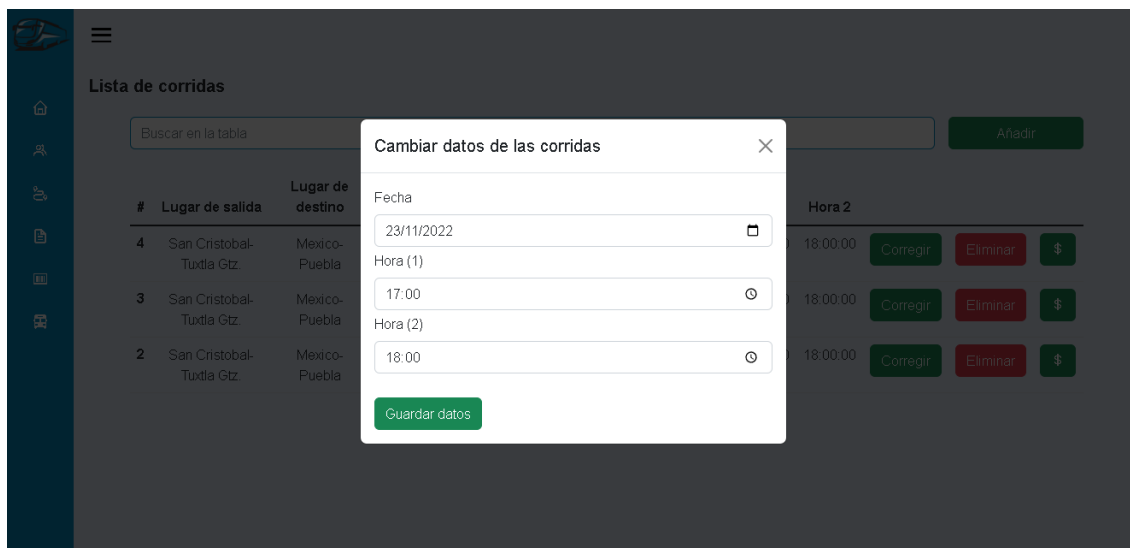 Lista de corridas
Buscar en la tabla
Añadir
Cambiar datos de las corridas
Fecha
23/11/2022
Hora (1)
17:00
Hora (2)
18:00
Guardar datos
# Lugar de salida Lugar de Hora 2
destino
4 San Cristobal- Mexico- 18:00:00 Corregir Eliminar $
Tuxtla Gtz. Puebla
3 San Cristobal- Mexico- 18:00:00 Corregir Eliminar $
Tuxtla Gtz. Puebla
2 San Cristobal- Mexico- 18:00:00 Corregir Eliminar $
Tuxtla Gtz. Puebla